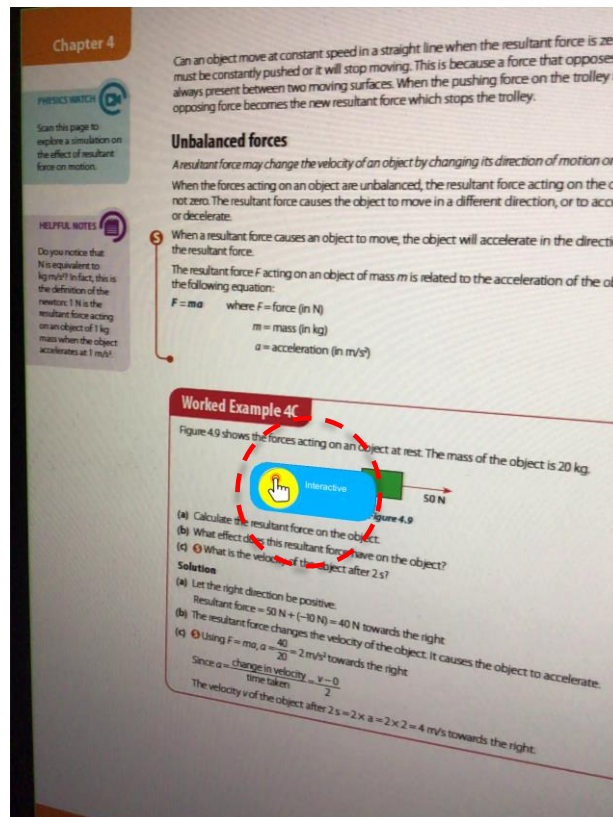 Chapter 4
Can an object move at constant speed in a straight line when the resultant force is ze
must be constantly pushed or it will stop moving. This is because a force that oppose
always present between two moving surfaces. When the pushing force on the trolley
opposing force becomes the new resultant force which stops the trolley.
PHYSICS WATCH
Scan this page to
explore a simulation on
the effect of resultant
force on motion.
Unbalanced forces
A resultant force may change the velocity of an object by changing its direction of motion or
When the forces acting on an object are unbalanced, the resultant force acting on the o
not zero. The resultant force causes the object to move in a different direction, or to acc
or decelerate.
HELPFUL NOTES
Do you notice that
N is equivalent to
kg m/s²? In fact, this is
the definition of the
newton: 1 N is the
resultant force acting
on an object of 1 kg
mass when the object
accelerates at 1 m/s².
S When a resultant force causes an object to move, the object will accelerate in the directi
the resultant force.
The resultant force F acting on an object of mass m is related to the acceleration of the o
the following equation:
F = ma where F = force (in N)
m = mass (in kg)
a = acceleration (in m/s²)
Worked Example 4C
Figure 4.9 shows the forces acting on an object at rest. The mass of the object is 20 kg.
Interactive
50 N
igure 4.9
(a) Calculate the resultant force on the object.
(b) What effect does this resultant force have on the object?
(c) S What is the velocity of the object after 2 s?
Solution
(a) Let the right direction be positive.
Resultant force = 50 N + (–10 N) = 40 N towards the right
(b) The resultant force changes the velocity of the object. It causes the object to accelerate.
(c) S Using F = ma, a = 40/20 = 2 m/s² towards the right
Since a = change in velocity/time taken = v – 0/2
The velocity v of the object after 2 s = 2 × a = 2 × 2 = 4 m/s towards the right.